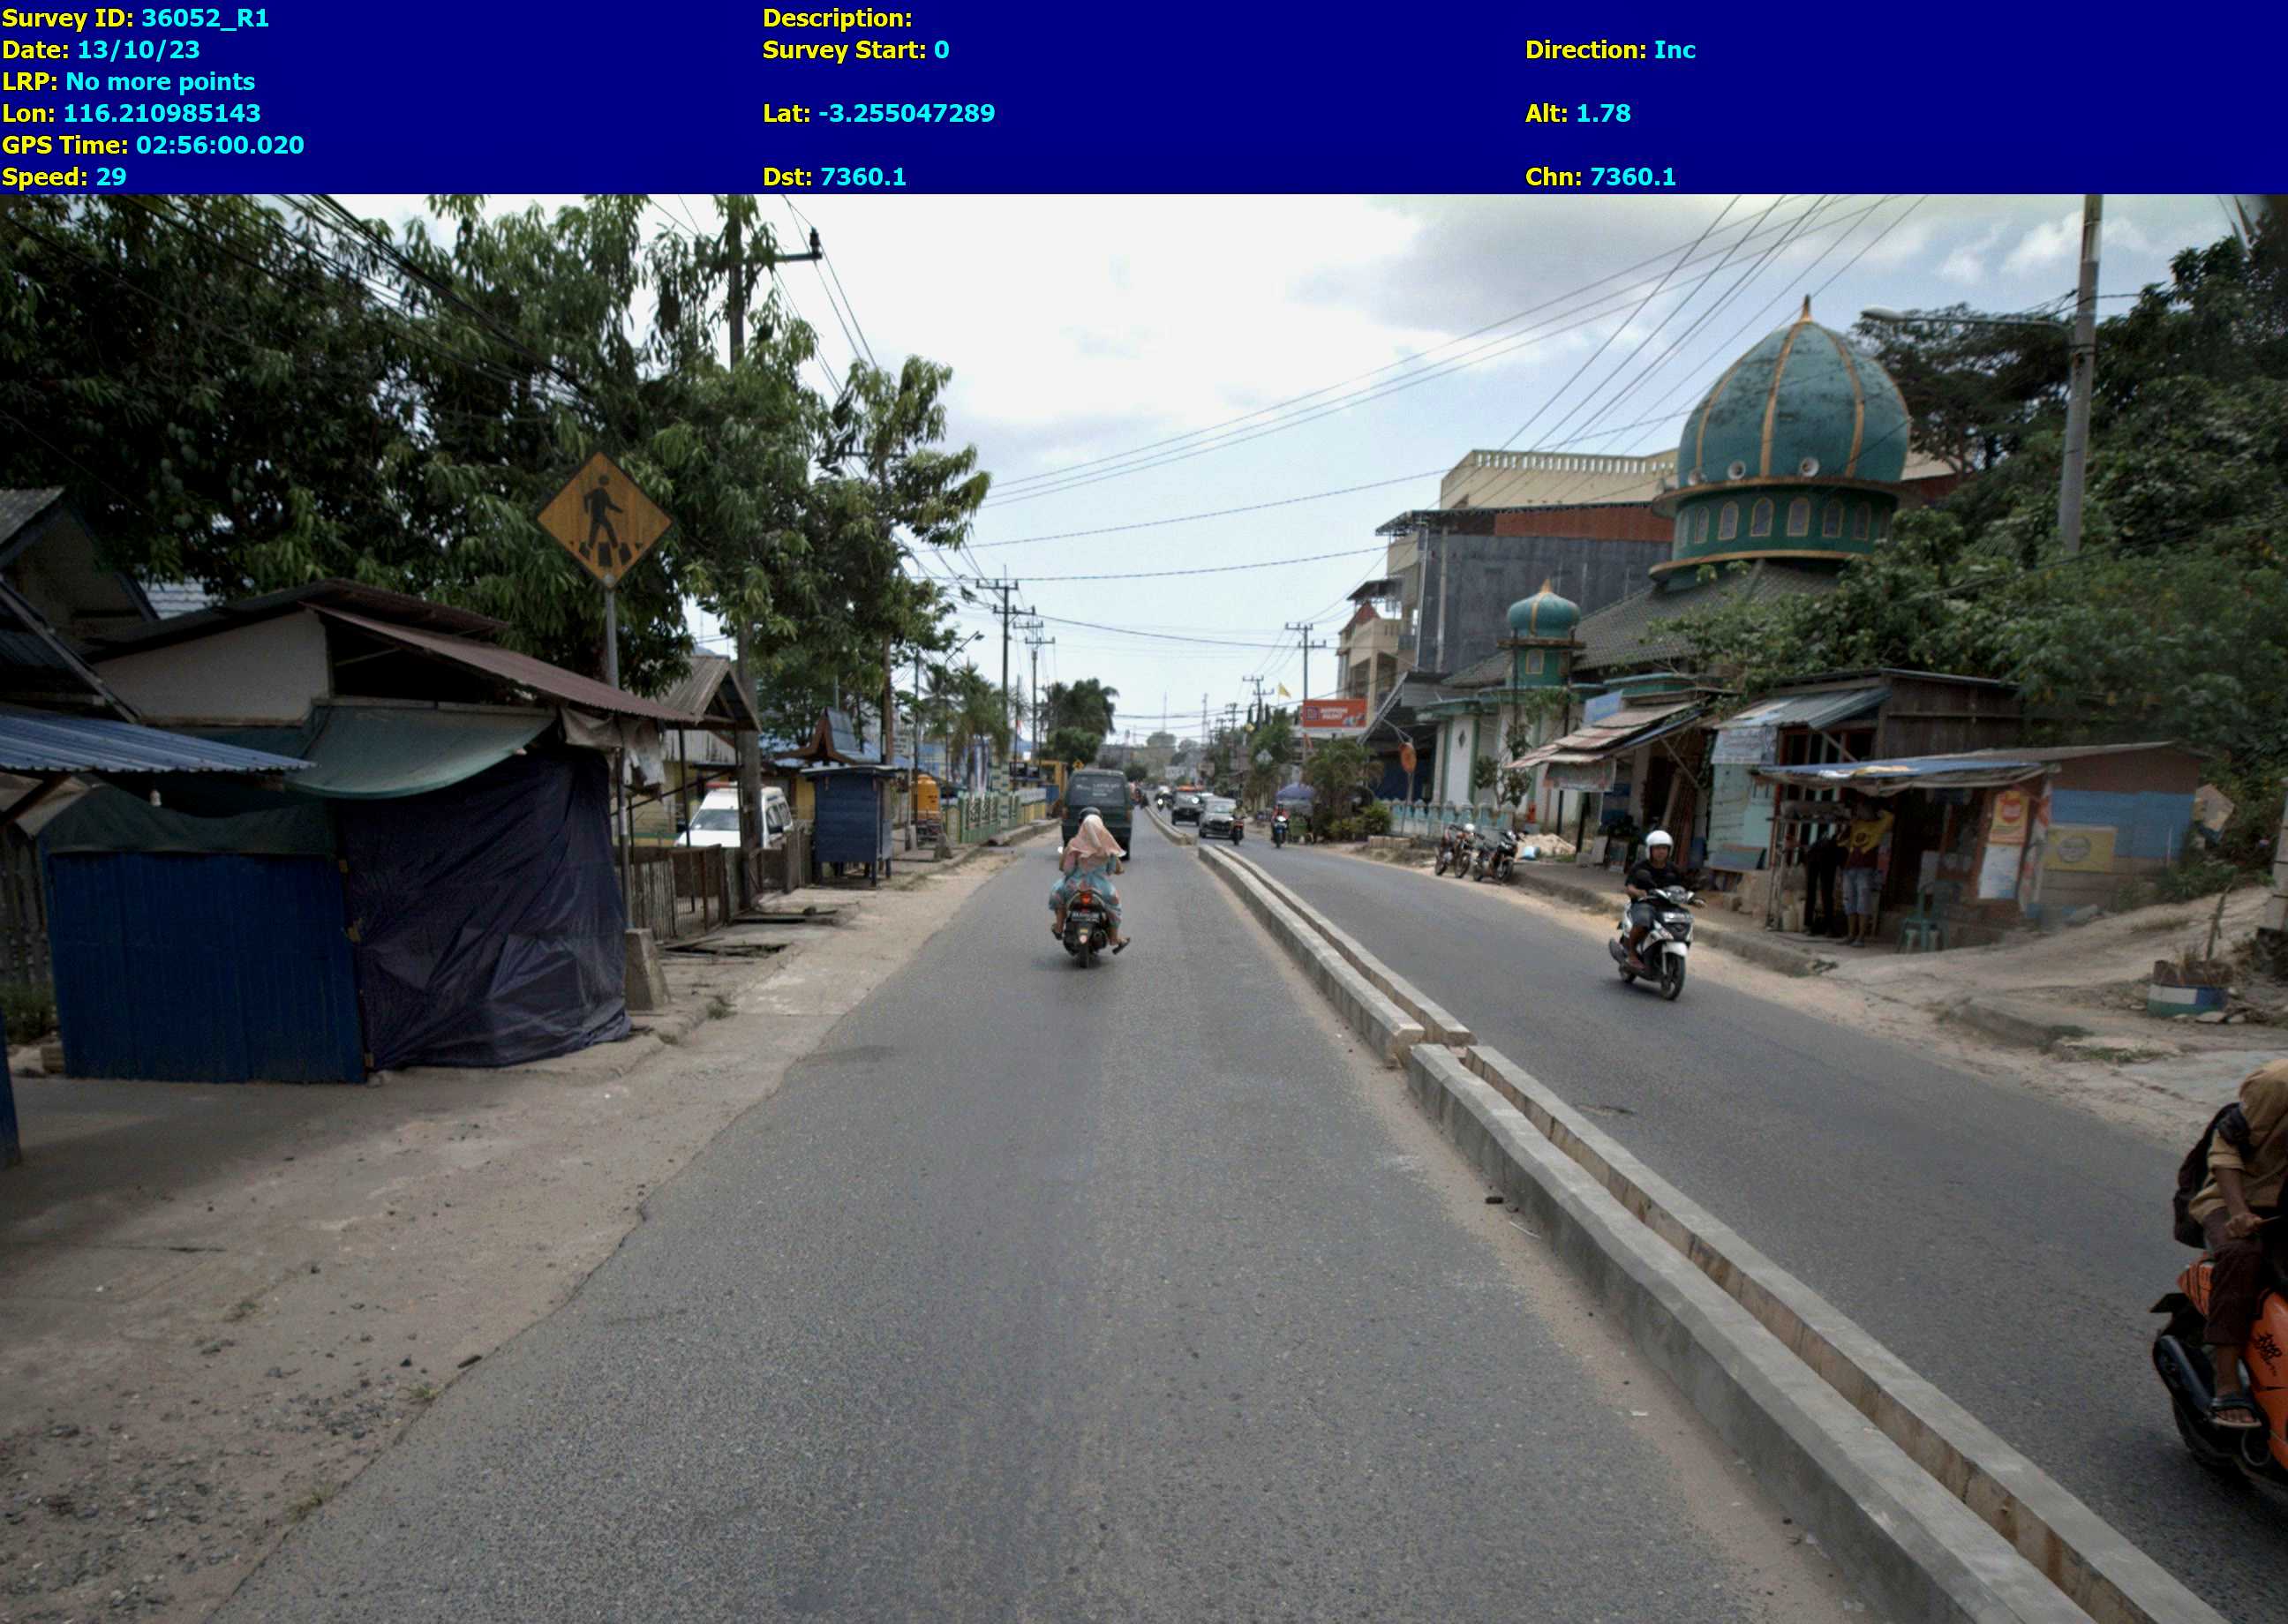 Survey ID: 36052_R1
Description:
Date: 13/10/23
Survey Start: 0
Direction: Inc
LRP: No more points
Lon: 116.210985143
Lat: -3.255047289
Alt: 1.78
GPS Time: 02:56:00.020
Speed: 29
Dst: 7360.1
Chn: 7360.1